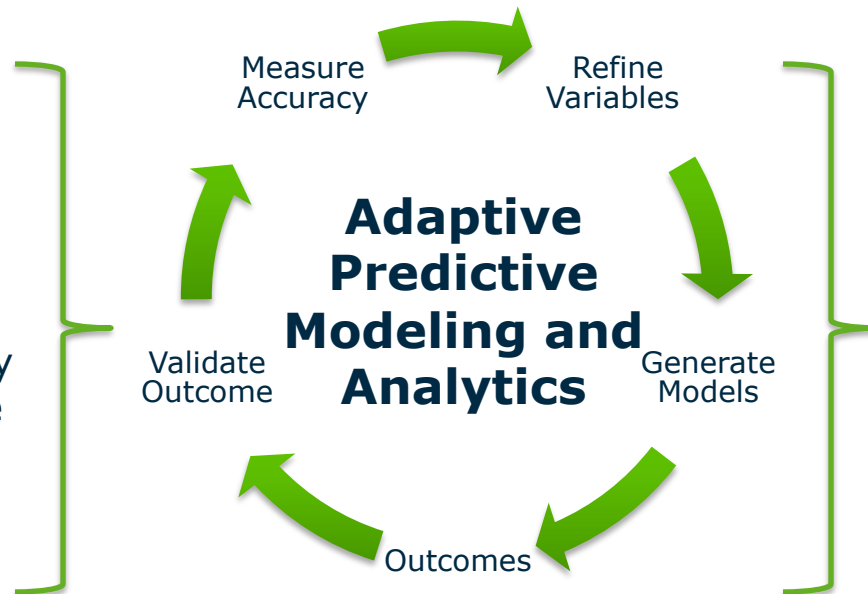 Measure
Accuracy
Refine
Variables
Adaptive
Predictive
Modeling and
Analytics
Validate
Outcome
Generate
Models
Outcomes